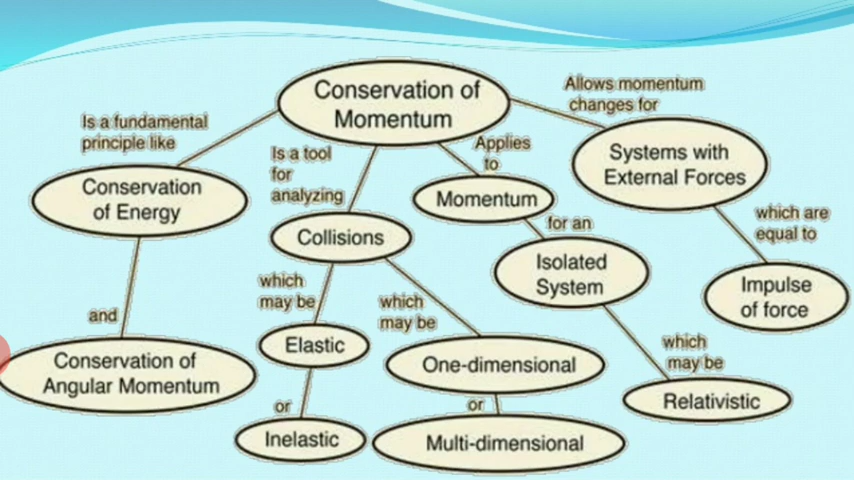 Conservation of
Momentum
Allows momentum
changes for
Is a fundamental
principle like
Is a tool
for
analyzing
Applies
to
Systems with
External Forces
Conservation
of Energy
Momentum
which are
equal to
Collisions
for an
Isolated
System
Impulse
of force
which
may be
which
may be
and
Elastic
which
may be
Conservation of
Angular Momentum
One-dimensional
Relativistic
or
or
Inelastic
Multi-dimensional